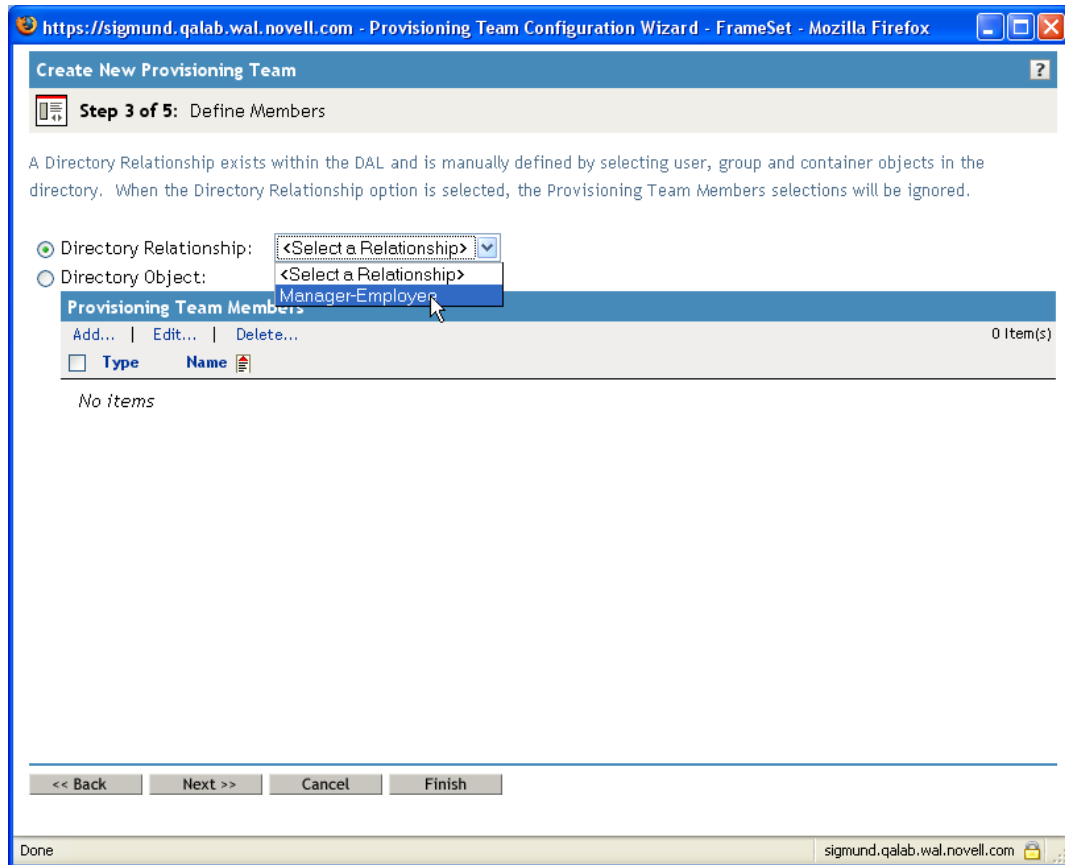 https://sigmund.qalab.wal.novell.com - Provisioning Team Configuration Wizard - FrameSet - Mozilla Firefox
Create New Provisioning Team ?
Step 3 of 5: Define Members
A Directory Relationship exists within the DAL and is manually defined by selecting user, group and container objects in the
directory. When the Directory Relationship option is selected, the Provisioning Team Members selections will be ignored.
Directory Relationship: <Select a Relationship>
Directory Object: <Select a Relationship>
Manager-Employee
Provisioning Team Members
Add... | Edit... | Delete... 0 Item(s)
Type Name
No items
<< Back Next >> Cancel Finish
Done sigmund.qalab.wal.novell.com